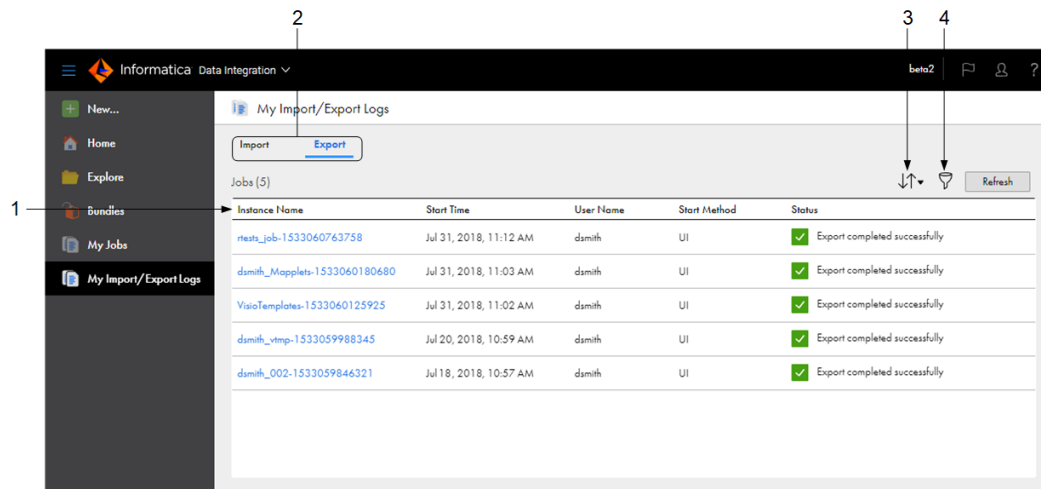 2 3 4
Informatica Data Integration beta2 ?
New...
My Import/Export Logs
Home
Import Export
Explore
Jobs (5) Refresh
1 Bundles
Instance Name Start Time User Name Start Method Status
My Jobs
rtests_job-1533060763758 Jul 31, 2018, 11:12 AM dsmith UI Export completed successfully
My Import/Export Logs
dsmith_Mapplets-1533060180680 Jul 31, 2018, 11:03 AM dsmith UI Export completed successfully
VisioTemplates-1533060125925 Jul 31, 2018, 11:02 AM dsmith UI Export completed successfully
dsmith_vtmp-1533059988345 Jul 20, 2018, 10:59 AM dsmith UI Export completed successfully
dsmith_002-1533059846321 Jul 18, 2018, 10:57 AM dsmith UI Export completed successfully